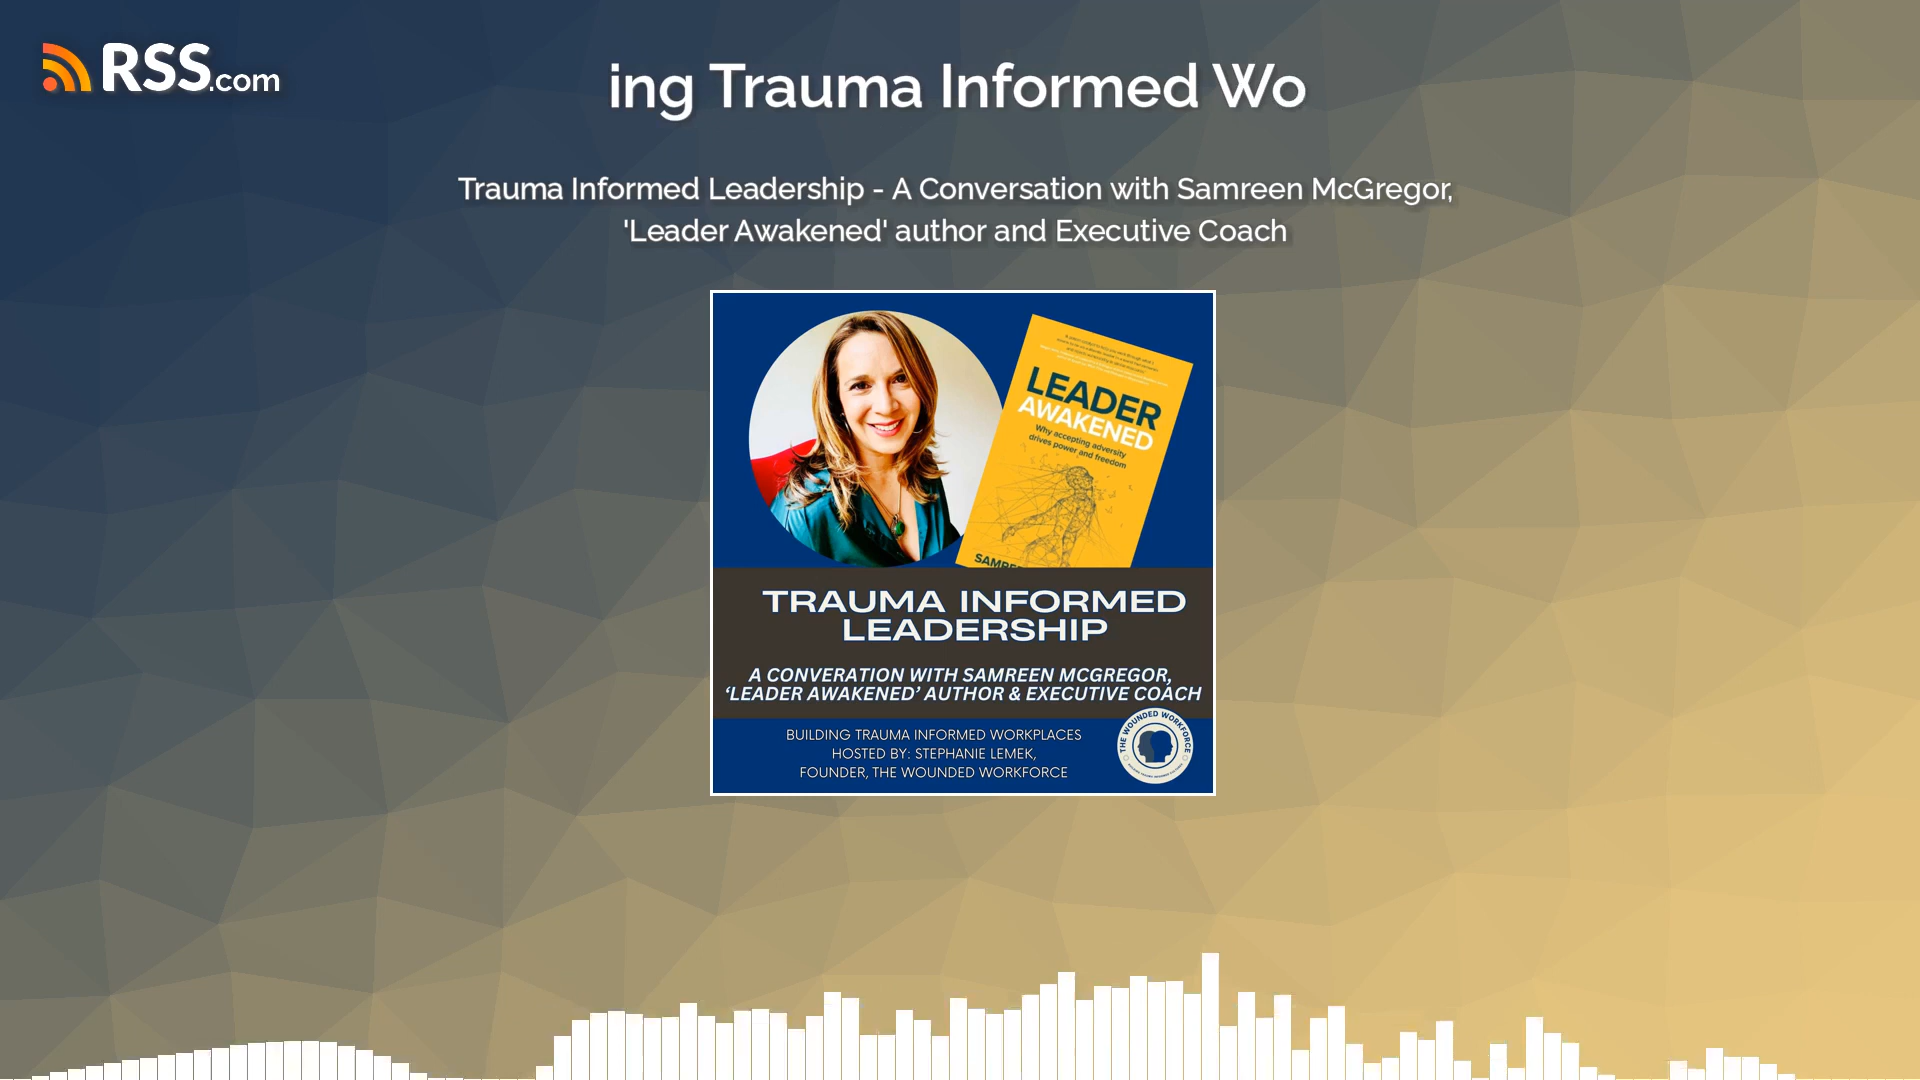 RSS.com
ing Trauma Informed Wo
Trauma Informed Leadership - A Conversation with Samreen McGregor,
'Leader Awakened' author and Executive Coach
LEADER
AWAKENED
Why accepting adversity
drives power and freedom
TRAUMA INFORMED
LEADERSHIP
A CONVERATION WITH SAMREEN MCGREGOR,
‘LEADER AWAKENED’ AUTHOR & EXECUTIVE COACH
BUILDING TRAUMA INFORMED WORKPLACES
HOSTED BY: STEPHANIE LEMEK,
FOUNDER, THE WOUNDED WORKFORCE
THE WOUNDED WORKFORCE